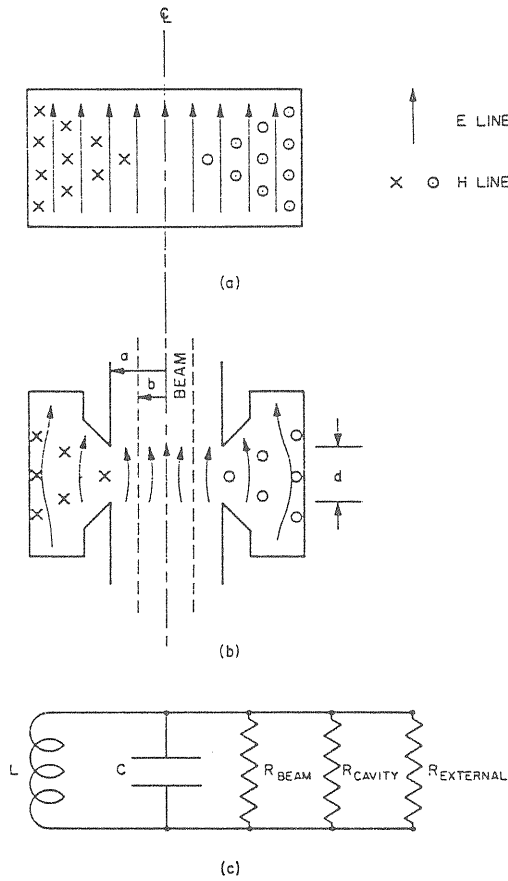 ℄
E LINE
× ⊙ H LINE
(a)
a
b
BEAM
d
(b)
L
C
R BEAM
R CAVITY
R EXTERNAL
(c)